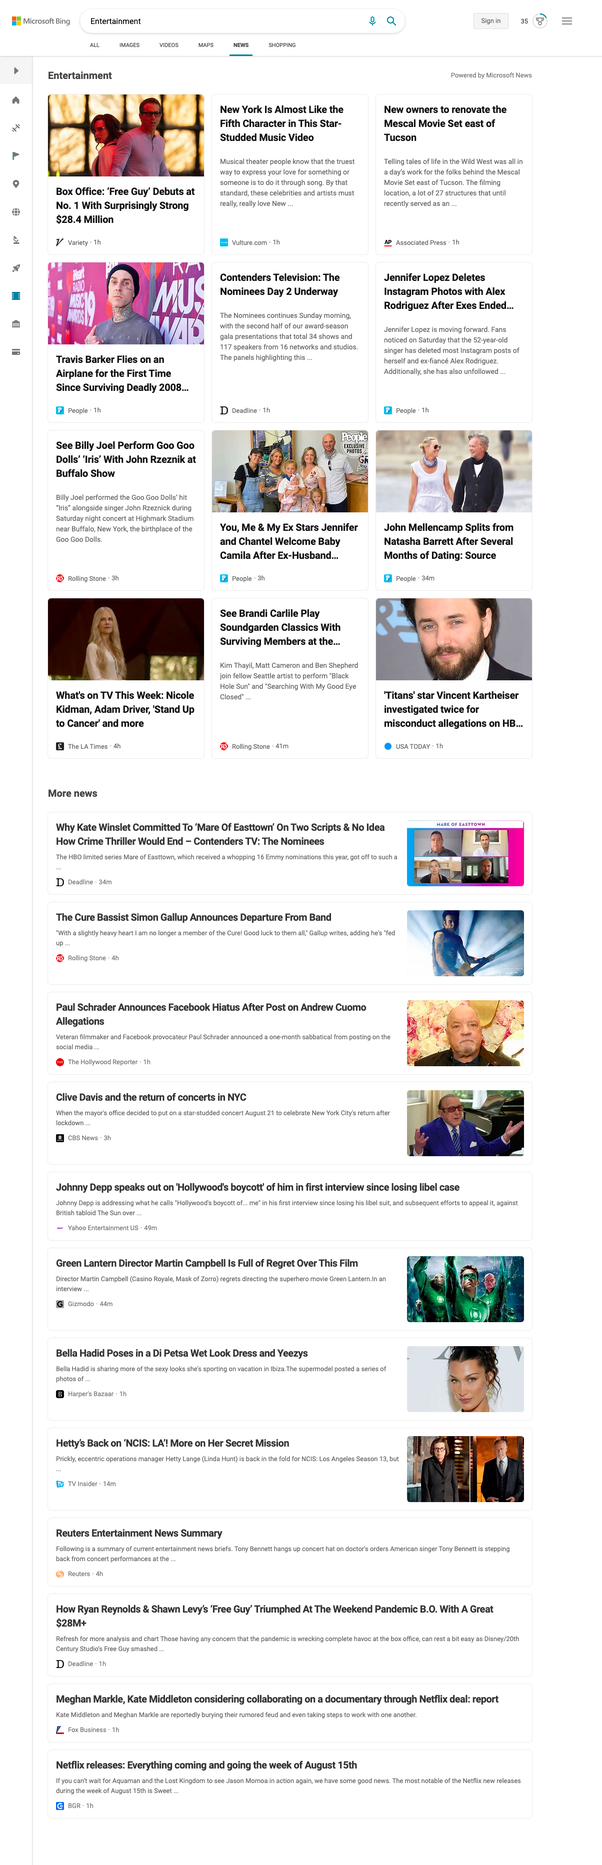 Microsoft Bing
Entertainment
Sign in
35
ALL
IMAGES
VIDEOS
MAPS
NEWS
SHOPPING
Entertainment
Powered by Microsoft News
Box Office: 'Free Guy' Debuts at
No. 1 With Surprisingly Strong
$28.4 Million
Variety · 1h
New York Is Almost Like the
Fifth Character in This Star-
Studded Music Video
Musical theater people know that the truest
way to express your love for something or
someone is to do it through song. By that
standard, these celebrities and artists must
really, really love New ...
Vulture.com · 1h
New owners to renovate the
Mescal Movie Set east of
Tucson
Telling tales of life in the Wild West was all in
a day's work for the folks behind the Mescal
Movie Set east of Tucson. The filming
location, a lot of 27 structures that until
recently served as an ...
AP
Associated Press · 1h
Travis Barker Flies on an
Airplane for the First Time
Since Surviving Deadly 2008...
People · 1h
Contenders Television: The
Nominees Day 2 Underway
The Nominees continues Sunday morning,
with the second half of our award-season
gala presentations that total 34 shows and
117 speakers from 16 networks and studios.
The panels highlighting this ...
Deadline · 1h
Jennifer Lopez Deletes
Instagram Photos with Alex
Rodriguez After Exes Ended...
Jennifer Lopez is moving forward. Fans
noticed on Saturday that the 52-year-old
singer has deleted most Instagram posts of
herself and ex-fiancé Alex Rodriguez.
Additionally, she has also unfollowed ...
People · 1h
See Billy Joel Perform Goo Goo
Dolls' 'Iris' With John Rzeznik at
Buffalo Show
Billy Joel performed the Goo Goo Dolls' hit
"Iris" alongside singer John Rzeznick during
Saturday night concert at Highmark Stadium
near Buffalo, New York, the birthplace of the
Goo Goo Dolls.
Rolling Stone · 3h
People
EXCLUSIVE
PHOTOS
You, Me & My Ex Stars Jennifer
and Chantel Welcome Baby
Camila After Ex-Husband...
People · 3h
John Mellencamp Splits from
Natasha Barrett After Several
Months of Dating: Source
People · 34m
What's on TV This Week: Nicole
Kidman, Adam Driver, 'Stand Up
to Cancer' and more
The LA Times · 4h
See Brandi Carlile Play
Soundgarden Classics With
Surviving Members at the...
Kim Thayil, Matt Cameron and Ben Shepherd
join fellow Seattle artist to perform "Black
Hole Sun" and "Searching With My Good Eye
Closed" ...
Rolling Stone · 41m
'Titans' star Vincent Kartheiser
investigated twice for
misconduct allegations on HB...
USA TODAY · 1h
More news
Why Kate Winslet Committed To 'Mare Of Easttown' On Two Scripts & No Idea
How Crime Thriller Would End – Contenders TV: The Nominees
The HBO limited series Mare of Easttown, which received a whopping 16 Emmy nominations this year, got off to such a
...
Deadline · 34m
MARE OF EASTTOWN
The Cure Bassist Simon Gallup Announces Departure From Band
"With a slightly heavy heart I am no longer a member of the Cure! Good luck to them all," Gallup writes, adding he's "fed
up ...
Rolling Stone · 4h
Paul Schrader Announces Facebook Hiatus After Post on Andrew Cuomo
Allegations
Veteran filmmaker and Facebook provocateur Paul Schrader announced a one-month sabbatical from posting on the
social media ...
The Hollywood Reporter · 1h
Clive Davis and the return of concerts in NYC
When the mayor's office decided to put on a star-studded concert August 21 to celebrate New York City's return after
lockdown ...
CBS News · 3h
Johnny Depp speaks out on 'Hollywood's boycott' of him in first interview since losing libel case
Johnny Depp is addressing what he calls "Hollywood's boycott of... me" in his first interview since losing his libel suit, and subsequent efforts to appeal it, against
British tabloid The Sun over ...
Yahoo Entertainment US · 49m
Green Lantern Director Martin Campbell Is Full of Regret Over This Film
Director Martin Campbell (Casino Royale, Mask of Zorro) regrets directing the superhero movie Green Lantern.In an
interview ...
Gizmodo · 44m
Bella Hadid Poses in a Di Petsa Wet Look Dress and Yeezys
Bella Hadid is sharing more of the sexy looks she's sporting on vacation in Ibiza.The supermodel posted a series of
photos of ...
Harper's Bazaar · 1h
Hetty's Back on 'NCIS: LA'! More on Her Secret Mission
Prickly, eccentric operations manager Hetty Lange (Linda Hunt) is back in the fold for NCIS: Los Angeles Season 13, but
...
TV Insider · 14m
Reuters Entertainment News Summary
Following is a summary of current entertainment news briefs. Tony Bennett hangs up concert hat on doctor's orders American singer Tony Bennett is stepping
back from concert performances at the ...
Reuters · 4h
How Ryan Reynolds & Shawn Levy's 'Free Guy' Triumphed At The Weekend Pandemic B.O. With A Great
$28M+
Refresh for more analysis and chart Those having any concern that the pandemic is wrecking complete havoc at the box office, can rest a bit easy as Disney/20th
Century Studio's Free Guy smashed ...
Deadline · 1h
Meghan Markle, Kate Middleton considering collaborating on a documentary through Netflix deal: report
Kate Middleton and Meghan Markle are reportedly burying their rumored feud and even taking steps to work with one another.
Fox Business · 1h
Netflix releases: Everything coming and going the week of August 15th
If you can't wait for Aquaman and the Lost Kingdom to see Jason Momoa in action again, we have some good news. The most notable of the Netflix new releases
during the week of August 15th is Sweet ...
BGR · 1h